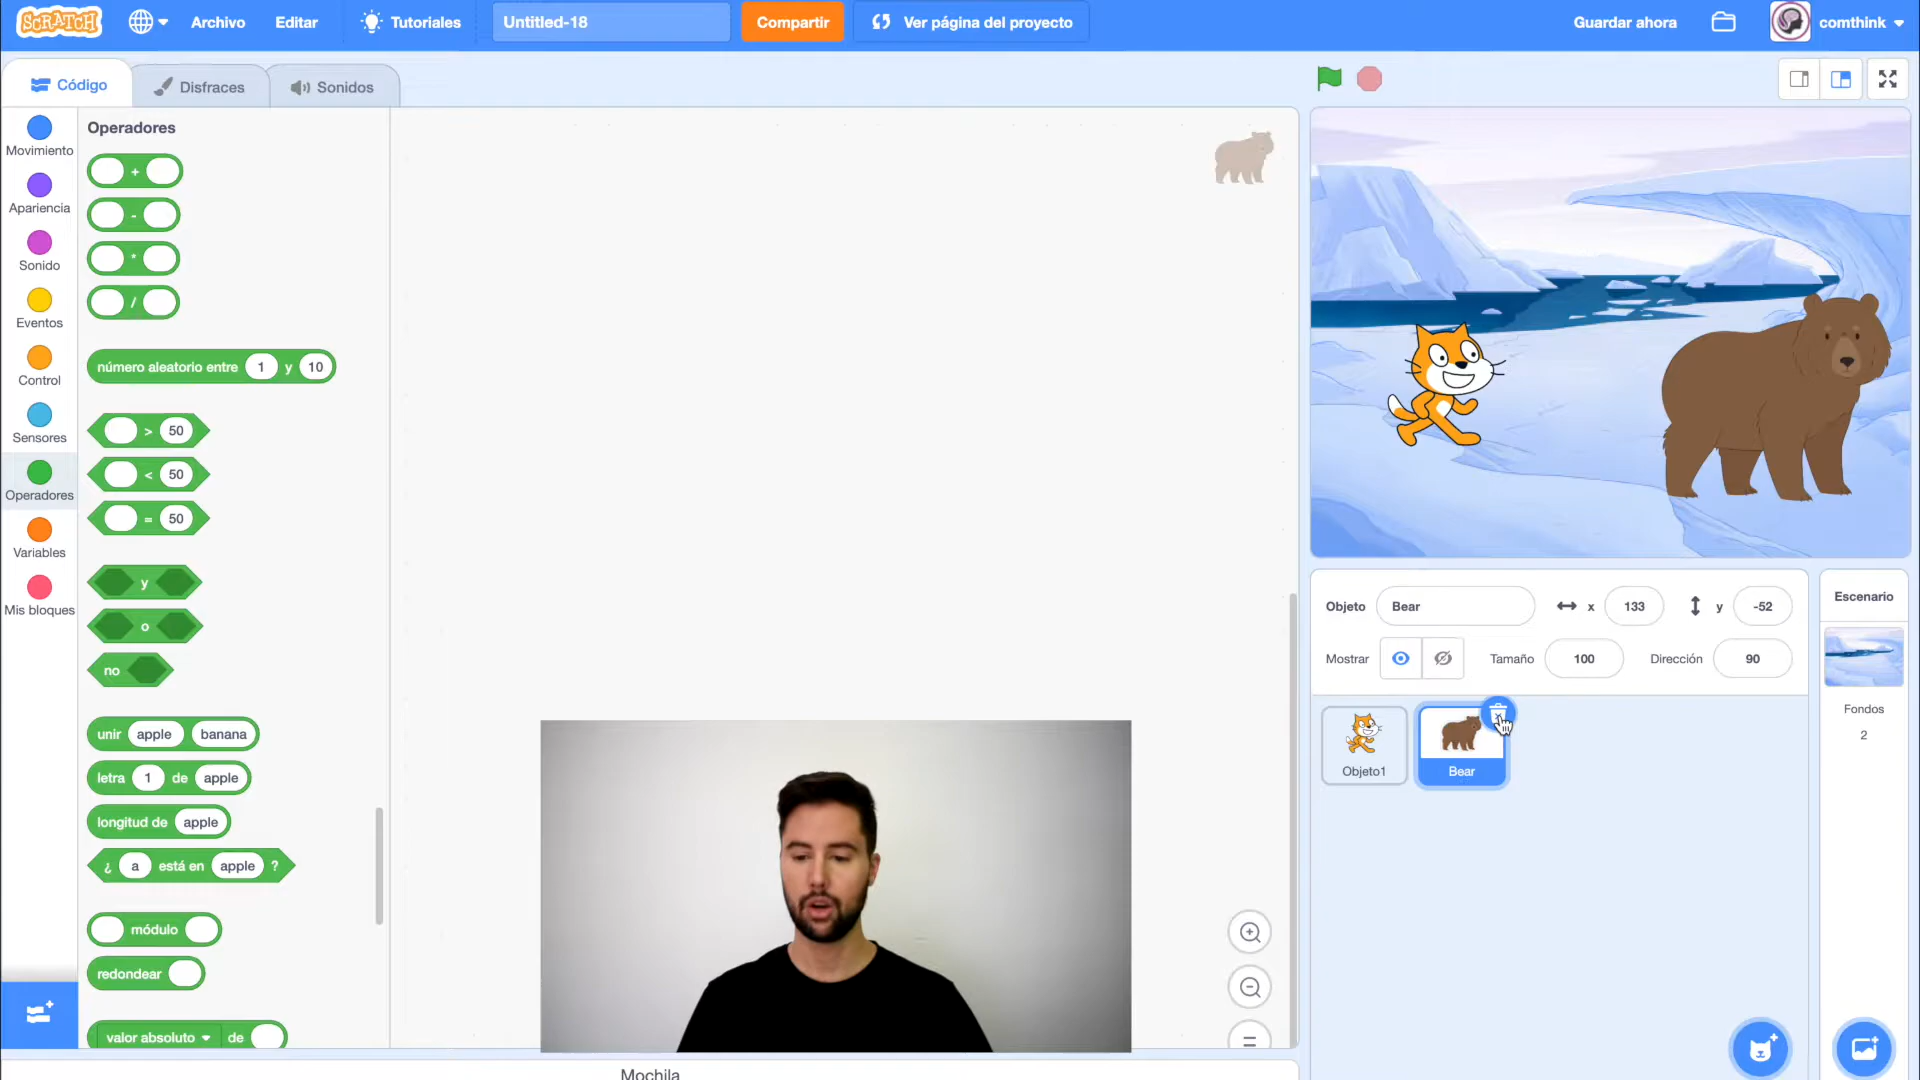 SCRATCH
Archivo
Editar
Tutoriales
Untitled-18
Compartir
Ver página del proyecto
Guardar ahora
comthink
Código
Disfraces
Sonidos
Movimiento
Apariencia
Sonido
Eventos
Control
Sensores
Operadores
Variables
Mis bloques
Operadores
+
-
*
/
número aleatorio entre 1 y 10
> 50
< 50
= 50
y
o
no
unir apple banana
letra 1 de apple
longitud de apple
¿ a está en apple ?
módulo
redondear
valor absoluto de
Mochila
Objeto Bear x 133 y -52
Mostrar Tamaño 100 Dirección 90
Objeto1
Bear
Escenario
Fondos
2